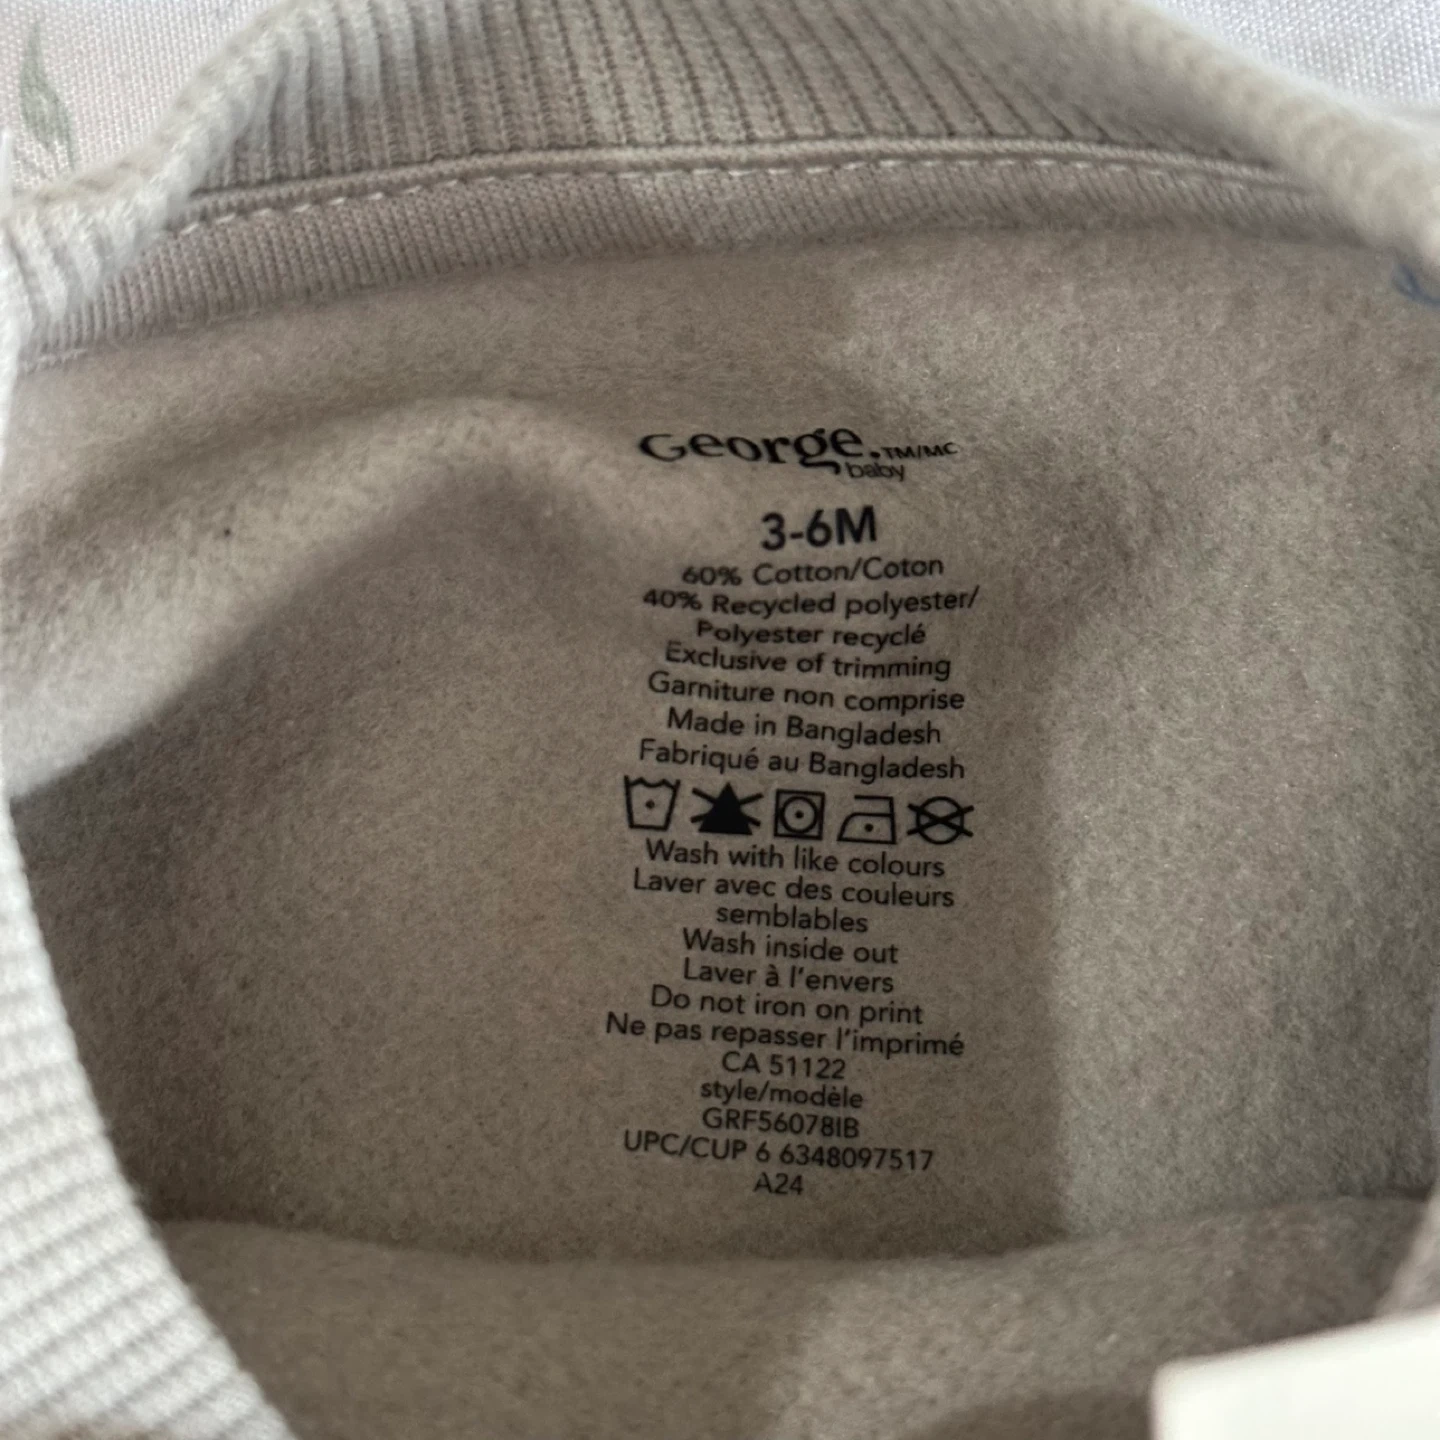 George.TM/MC
baby
3-6M
60% Cotton/Coton
40% Recycled polyester/
Polyester recyclé
Exclusive of trimming
Garniture non comprise
Made in Bangladesh
Fabriqué au Bangladesh
Wash with like colours
Laver avec des couleurs
semblables
Wash inside out
Laver à l'envers
Do not iron on print
Ne pas repasser l'imprimé
CA 51122
style/modèle
GRF56078IB
UPC/CUP 6 6348097517
A24